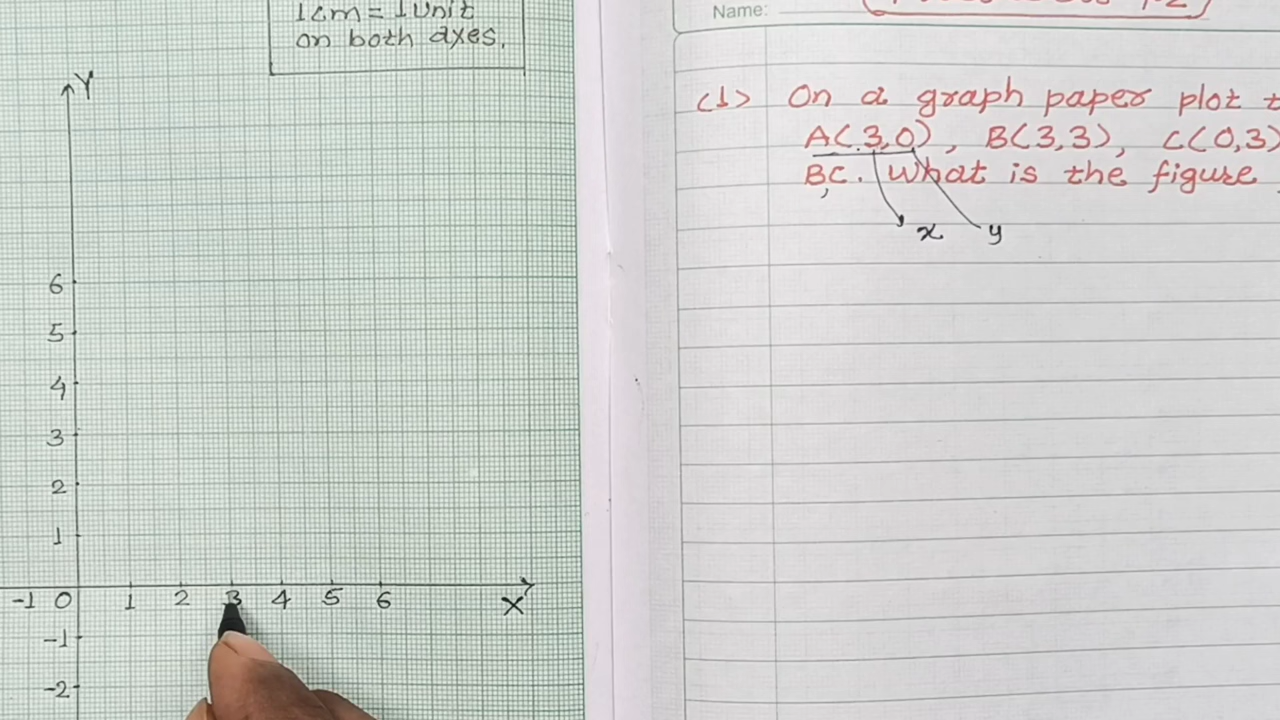 1cm = 1 Unit
on both axes.
Y
6
5
4
3
2
1
-1 0 1 2 3 4 5 6 X
-1
-2
Name:
(1) On a graph paper plot
A(3,0), B(3,3), C(0,3)
BC. What is the figure
x y